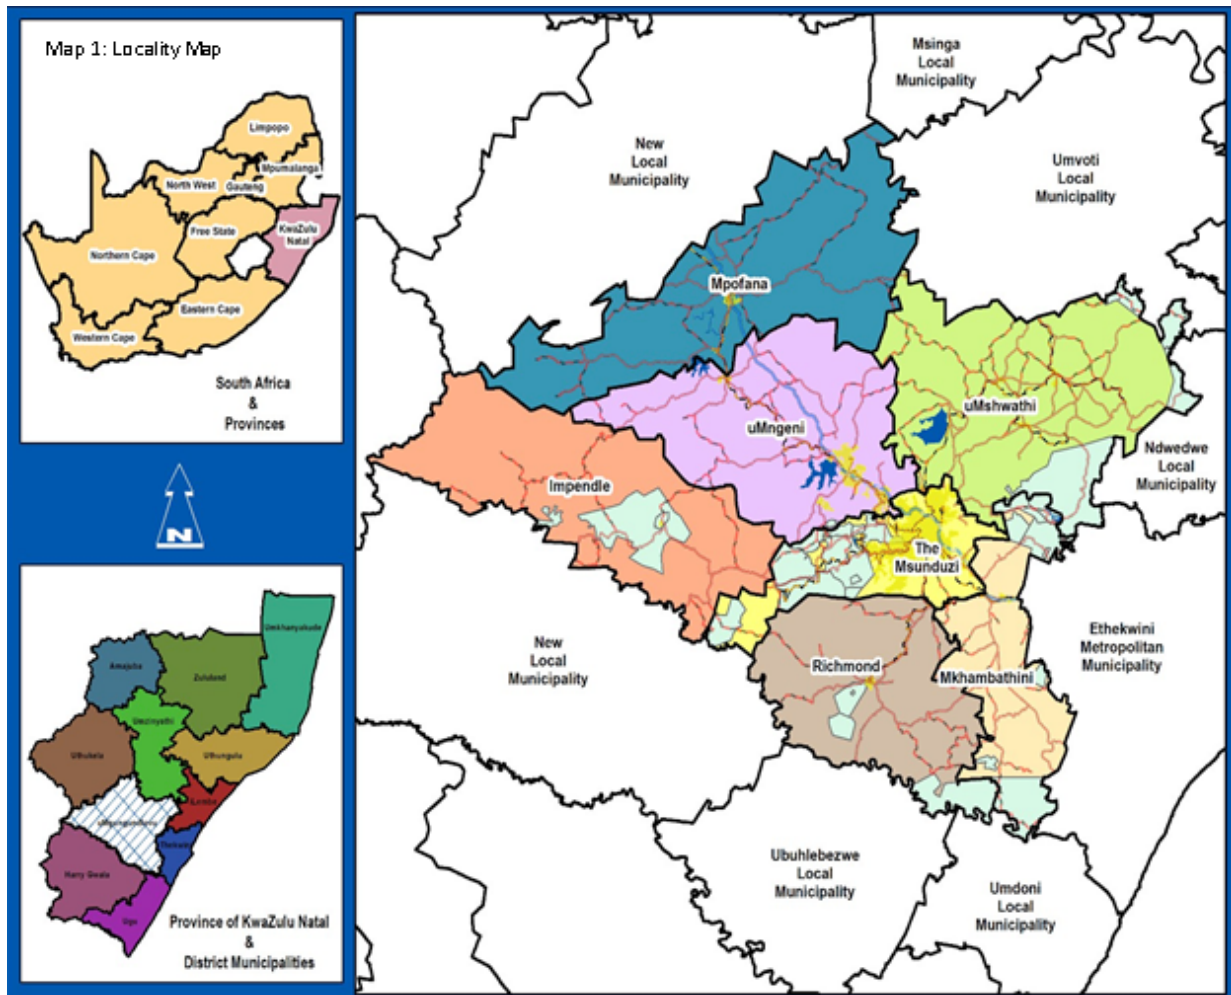 Map 1: Locality Map
Limpopo
Mpumalanga
North West
Gauteng
Free State
KwaZulu
Natal
Northern Cape
Eastern Cape
Western Cape
South Africa
&
Provinces
N
Umkhanyakude
Amajuba
Zululand
Umzinyathi
Uthukela
Uthungulu
iLembe
Harry Gwala
Ugu
Province of KwaZulu Natal
&
District Municipalities
Msinga
Local
Municipality
New
Local
Municipality
Umvoti
Local
Municipality
Mpofana
uMshwathi
uMngeni
Ndwedwe
Local
Municipality
Impendle
The
Msunduzi
Ethekwini
Metropolitan
Municipality
New
Local
Municipality
Richmond
Mkhambathini
Ubuhlebezwe
Local
Municipality
Umdoni
Local
Municipality